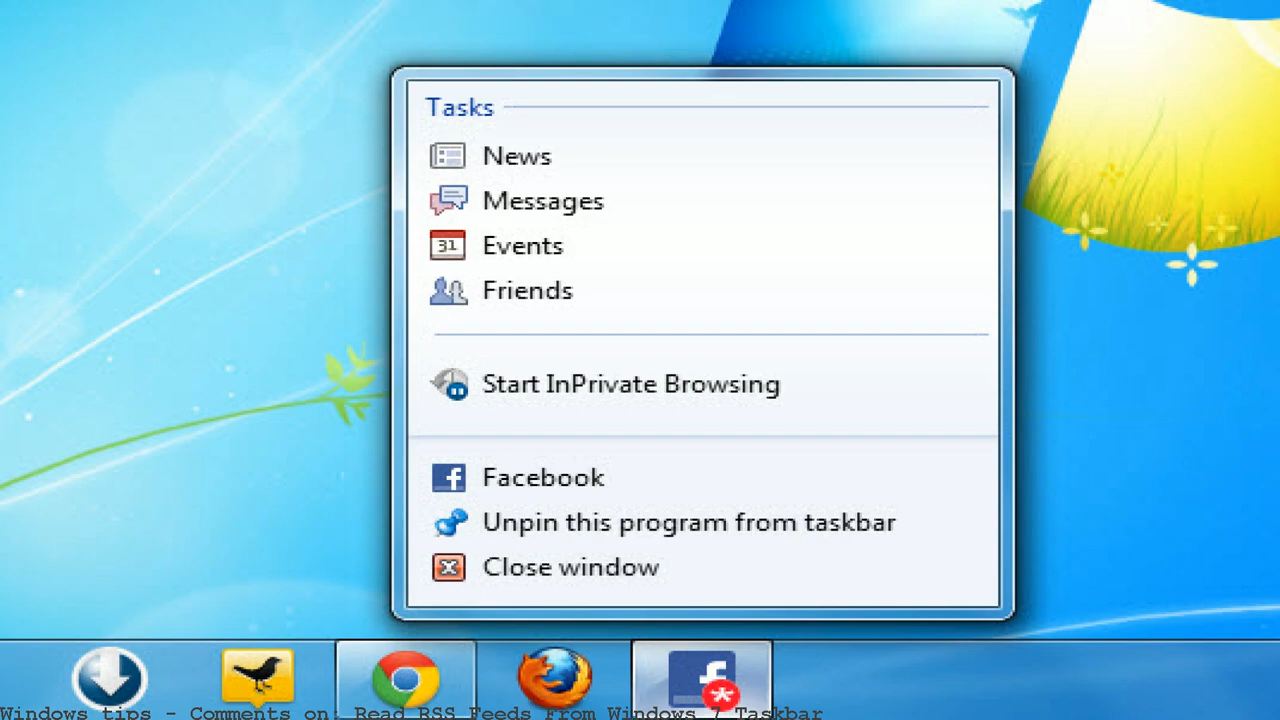 Tasks
News
Messages
31
Events
Friends
Start InPrivate Browsing
f Facebook
Unpin this program from taskbar
Close window
f
*
Windows tips - Comments on: Read RSS Feeds From Windows 7 Taskbar